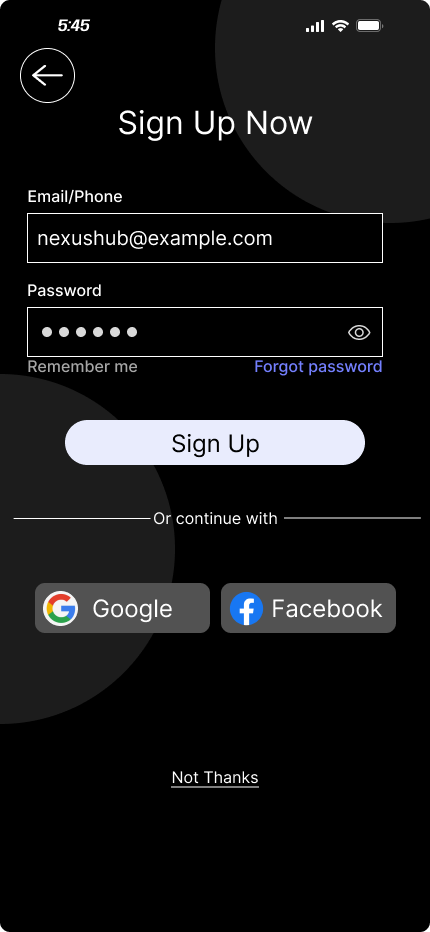 5:45
Sign Up Now
Email/Phone
nexushub@example.com
Password
Remember me Forgot password
Sign Up
Or continue with
Google Facebook
Not Thanks